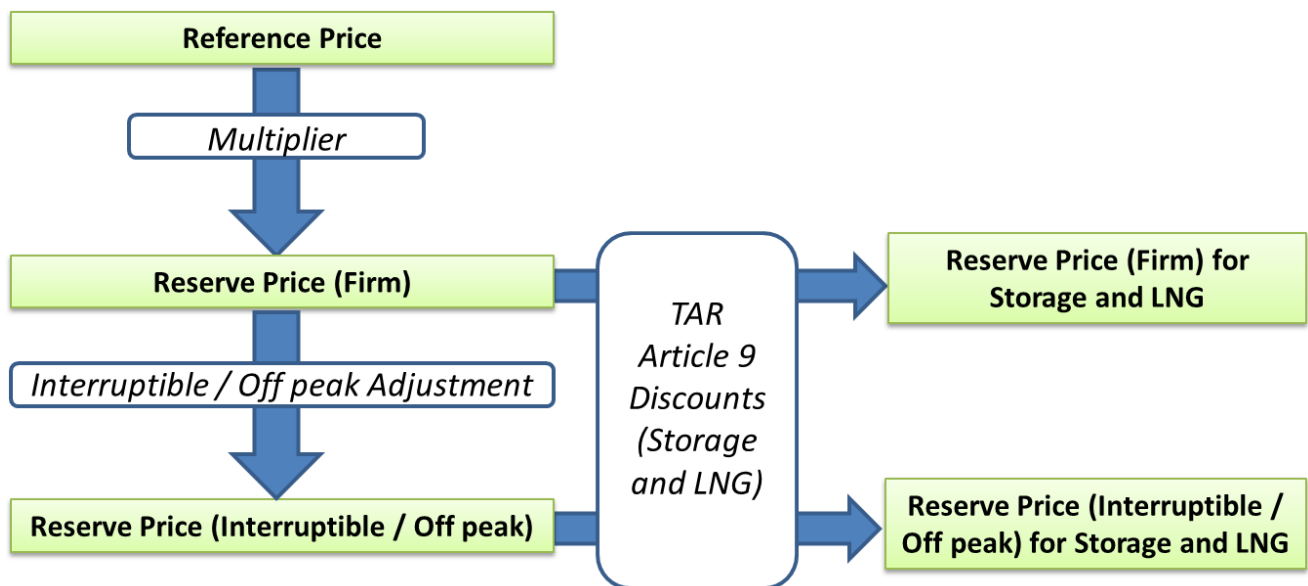 Reference Price
Multiplier
Reserve Price (Firm)
Interruptible / Off peak Adjustment
Reserve Price (Interruptible / Off peak)
TAR
Article 9
Discounts
(Storage
and LNG)
Reserve Price (Firm) for
Storage and LNG
Reserve Price (Interruptible /
Off peak) for Storage and LNG